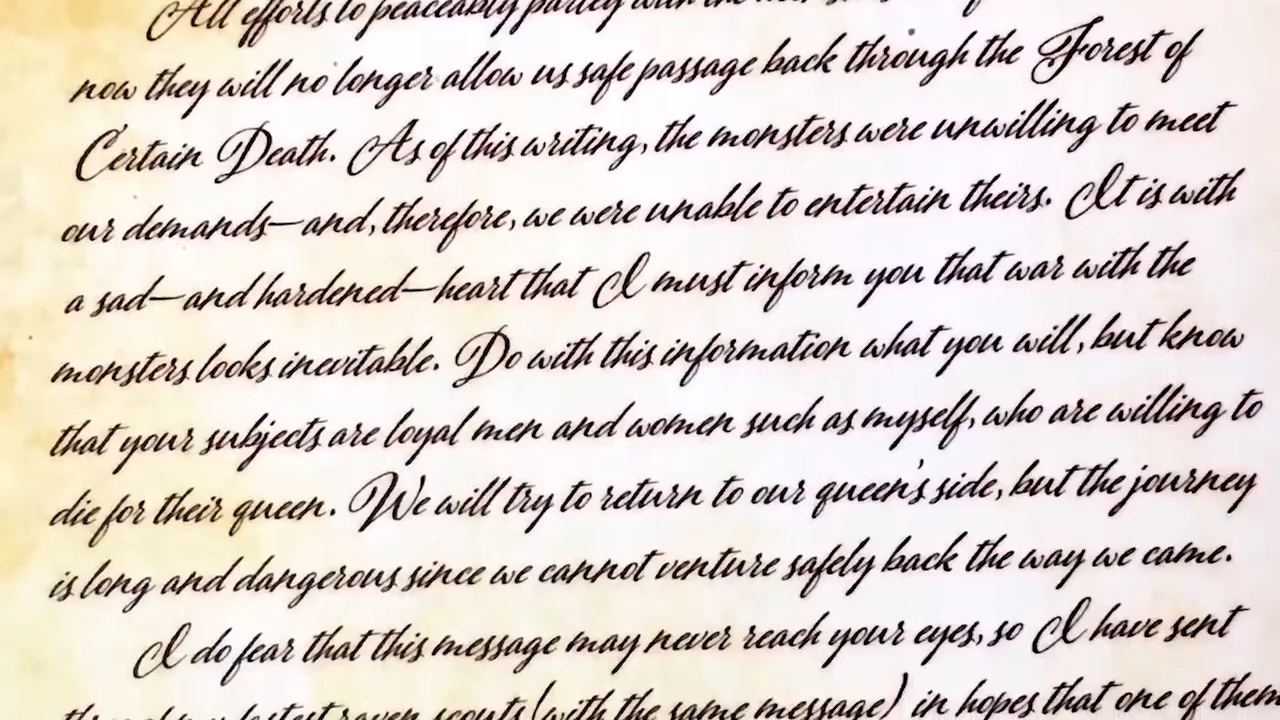 All efforts to peaceably parley with the
now they will no longer allow us safe passage back through the Forest of
Certain Death. As of this writing, the monsters were unwilling to meet
our demands—and, therefore, we were unable to entertain theirs. It is with
a sad—and hardened—heart that I must inform you that war with the
monsters looks inevitable. Do with this information what you will, but know
that your subjects are loyal men and women such as myself, who are willing to
die for their queen. We will try to return to our queen's side, but the journey
is long and dangerous since we cannot venture safely back the way we came.
I do fear that this message may never reach your eyes, so I have sent
fastest raven scouts (with the same message) in hopes that one of them